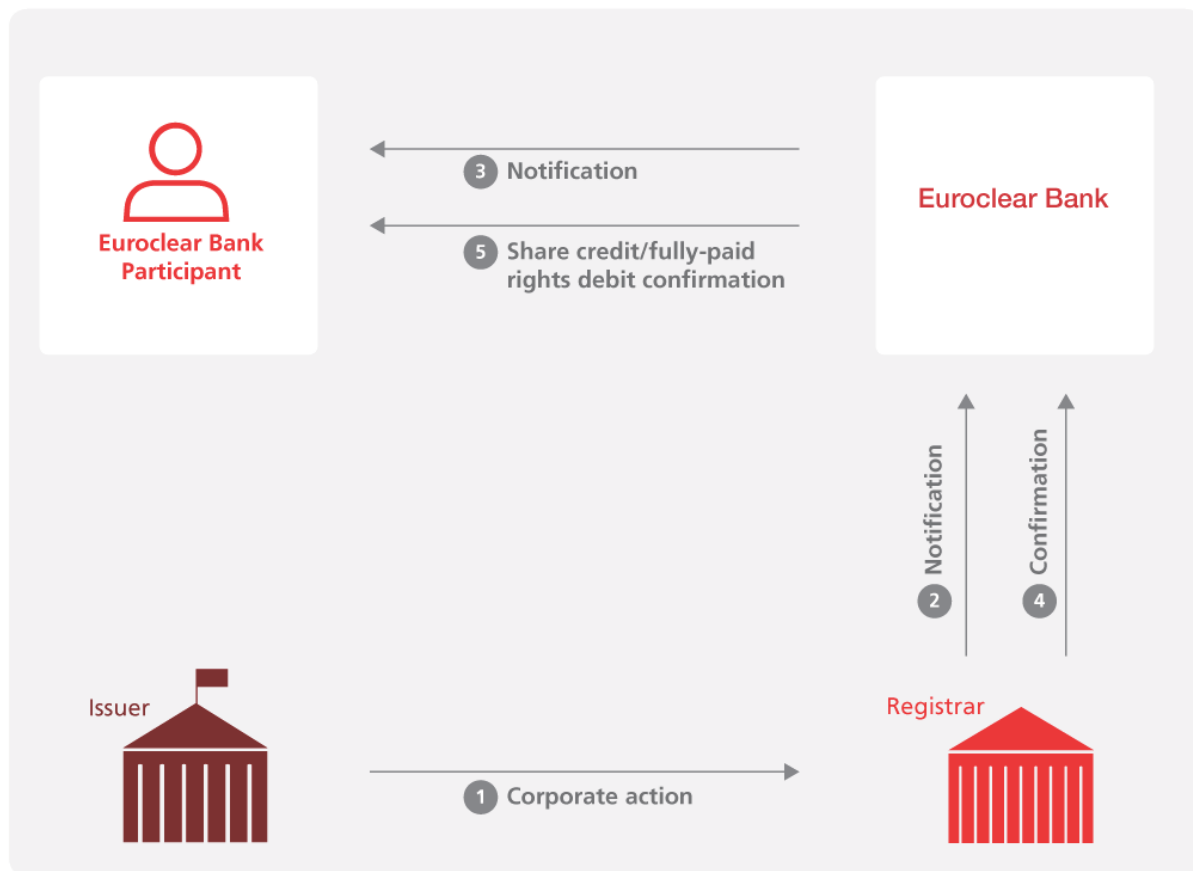 Euroclear Bank
Participant
3 Notification
5 Share credit/fully-paid
rights debit confirmation
Euroclear Bank
2 Notification
4 Confirmation
Issuer
Registrar
1 Corporate action